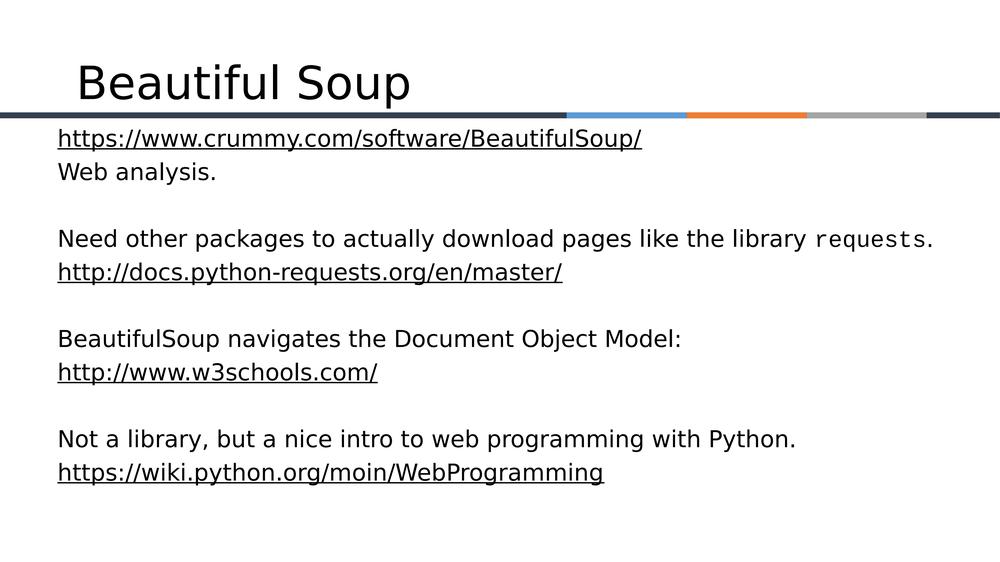 Beautiful Soup
https://www.crummy.com/software/BeautifulSoup/
Web analysis.
Need other packages to actually download pages like the library requests.
http://docs.python-requests.org/en/master/
BeautifulSoup navigates the Document Object Model:
http://www.w3schools.com/
Not a library, but a nice intro to web programming with Python.
https://wiki.python.org/moin/WebProgramming